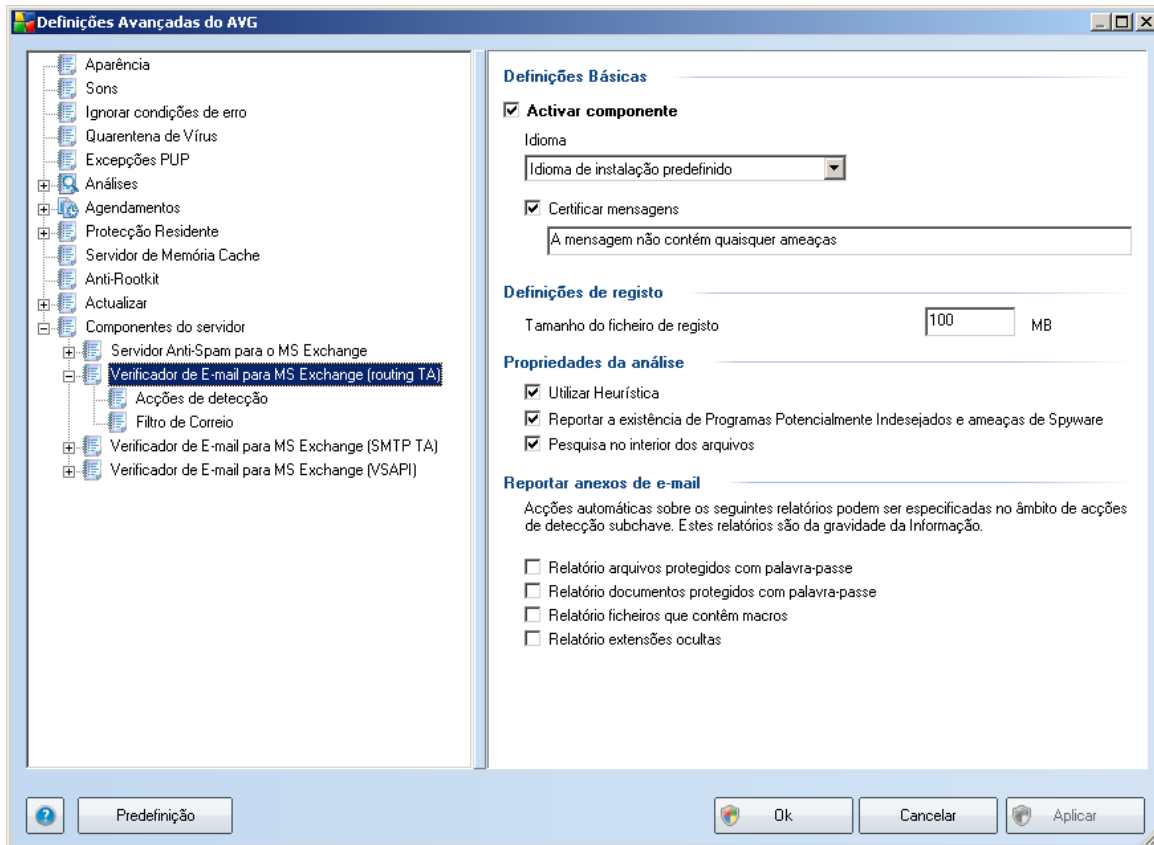 Definições Avançadas do AVG
Aparência
Sons
Ignorar condições de erro
Quarentena de Vírus
Excepções PUP
Análises
Agendamentos
Protecção Residente
Servidor de Memória Cache
Anti-Rootkit
Actualizar
Componentes do servidor
Servidor Anti-Spam para o MS Exchange
Verificador de E-mail para MS Exchange (routing TA)
Acções de detecção
Filtro de Correio
Verificador de E-mail para MS Exchange (SMTP TA)
Verificador de E-mail para MS Exchange (VSAPI)
Definições Básicas
Activar componente
Idioma
Idioma de instalação predefinido
Certificar mensagens
A mensagem não contém quaisquer ameaças
Definições de registo
Tamanho do ficheiro de registo 100 MB
Propriedades da análise
Utilizar Heurística
Reportar a existência de Programas Potencialmente Indesejados e ameaças de Spyware
Pesquisa no interior dos arquivos
Reportar anexos de e-mail
Acções automáticas sobre os seguintes relatórios podem ser especificadas no âmbito de acções
de detecção subchave. Estes relatórios são da gravidade da Informação.
Relatório arquivos protegidos com palavra-passe
Relatório documentos protegidos com palavra-passe
Relatório ficheiros que contêm macros
Relatório extensões ocultas
? Predefinição Ok Cancelar Aplicar